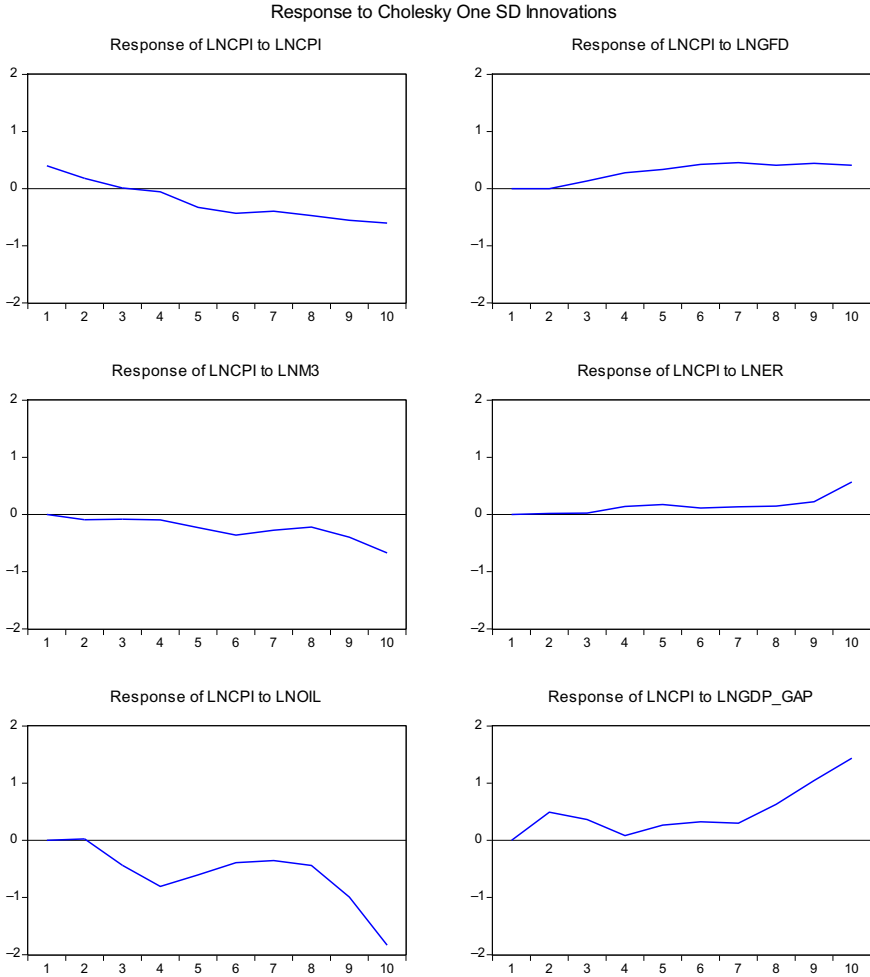 Response to Cholesky One SD Innovations
Response of LNCPI to LNCPI
2
1
0
–1
–2
1 2 3 4 5 6 7 8 9 10
Response of LNCPI to LNGFD
2
1
0
–1
–2
1 2 3 4 5 6 7 8 9 10
Response of LNCPI to LNM3
2
1
0
–1
–2
1 2 3 4 5 6 7 8 9 10
Response of LNCPI to LNER
2
1
0
–1
–2
1 2 3 4 5 6 7 8 9 10
Response of LNCPI to LNOIL
2
1
0
–1
–2
1 2 3 4 5 6 7 8 9 10
Response of LNCPI to LNGDP_GAP
2
1
0
–1
–2
1 2 3 4 5 6 7 8 9 10